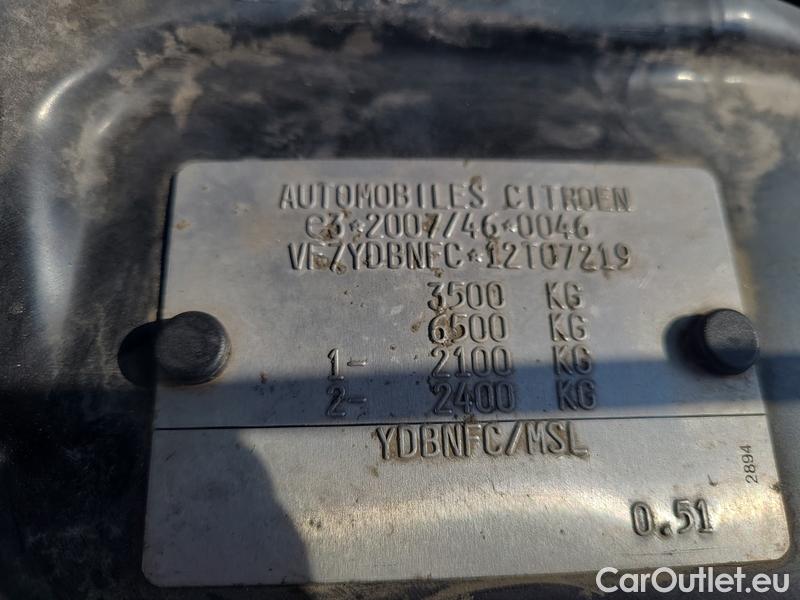 AUTOMOBILES CITROEN
e3*2007/46*0046
VF7YDBNFC*12T07219
3500 KG
6500 KG
1- 2100 KG
2- 2400 KG
YDBNFC/MSL
2894
0.51
CarOutlet.eu